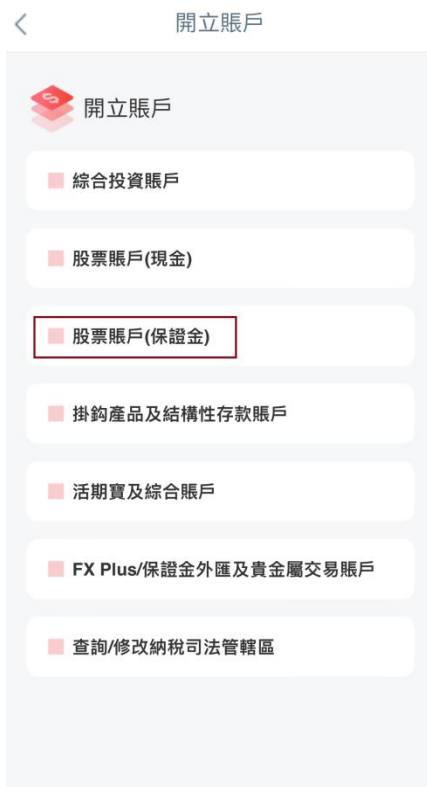 開立賬戶
開立賬戶
綜合投資賬戶
股票賬戶(現金)
股票賬戶(保證金)
掛鈎產品及結構性存款賬戶
活期寶及綜合賬戶
FX Plus/保證金外匯及貴金屬交易賬戶
查詢/修改納稅司法管轄區